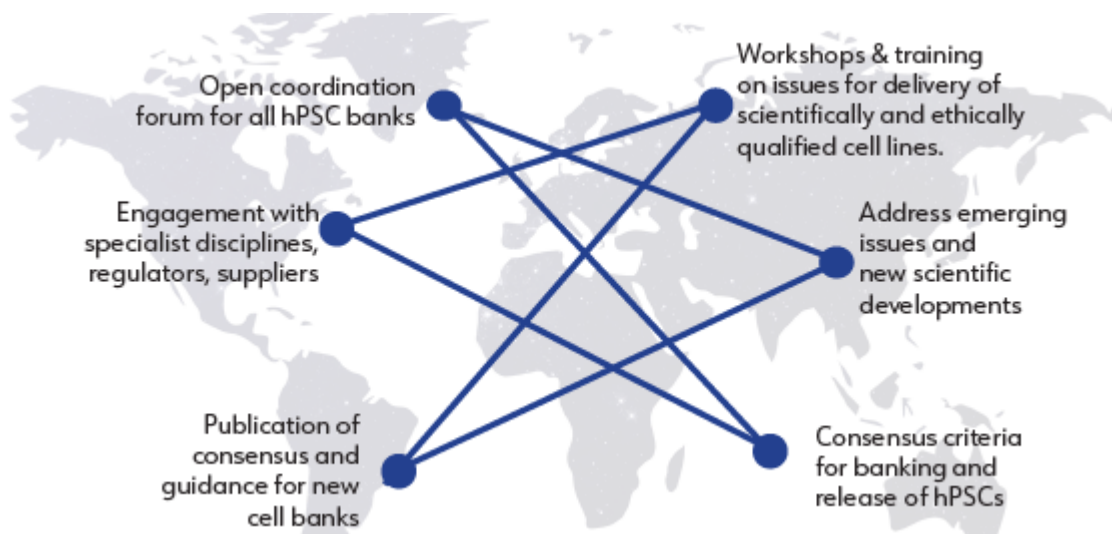 Open coordination
forum for all hPSC banks
Workshops & training
on issues for delivery of
scientifically and ethically
qualified cell lines.
Engagement with
specialist disciplines,
regulators, suppliers
Address emerging
issues and
new scientific
developments
Publication of
consensus and
guidance for new
cell banks
Consensus criteria
for banking and
release of hPSCs